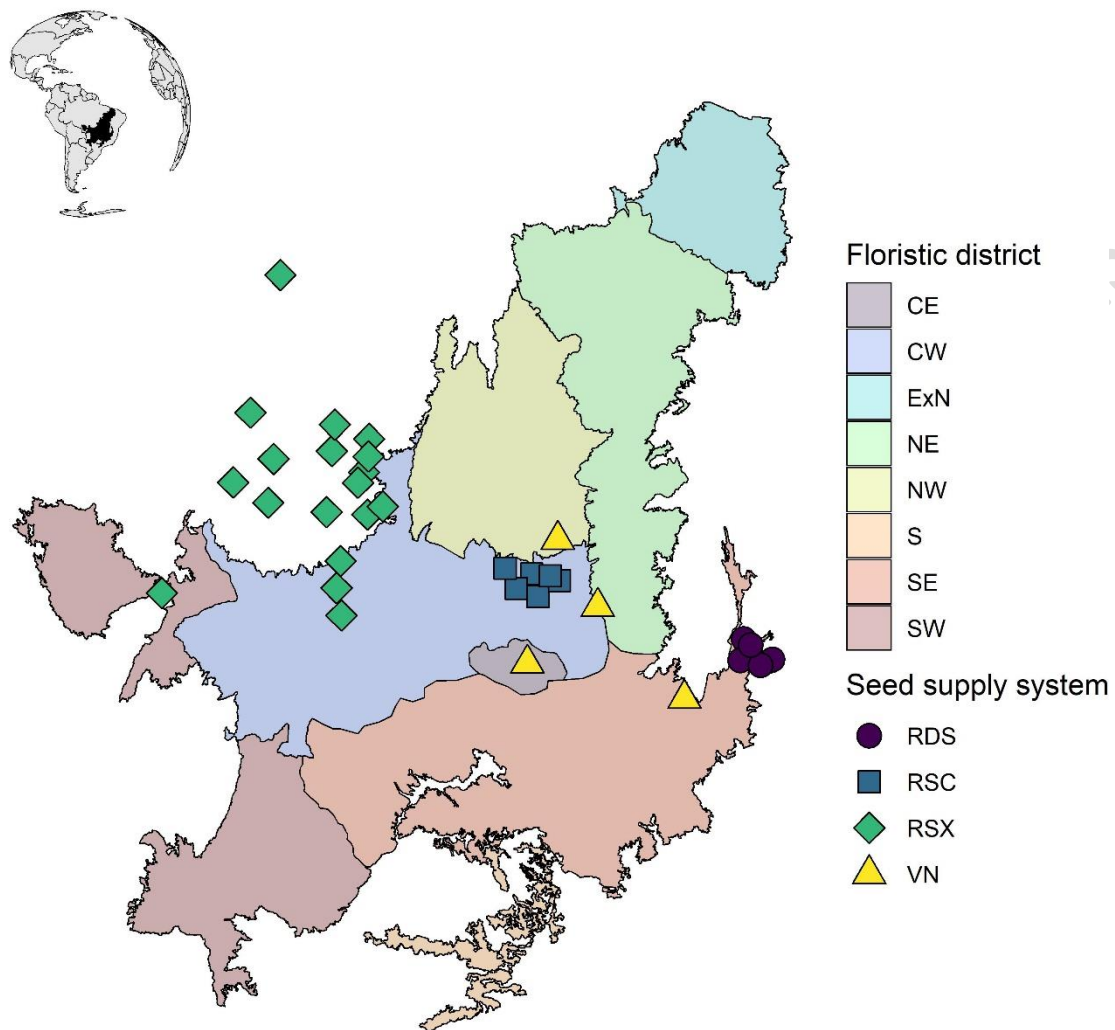 Floristic district
CE
CW
ExN
NE
NW
S
SE
SW
Seed supply system
RDS
RSC
RSX
VN